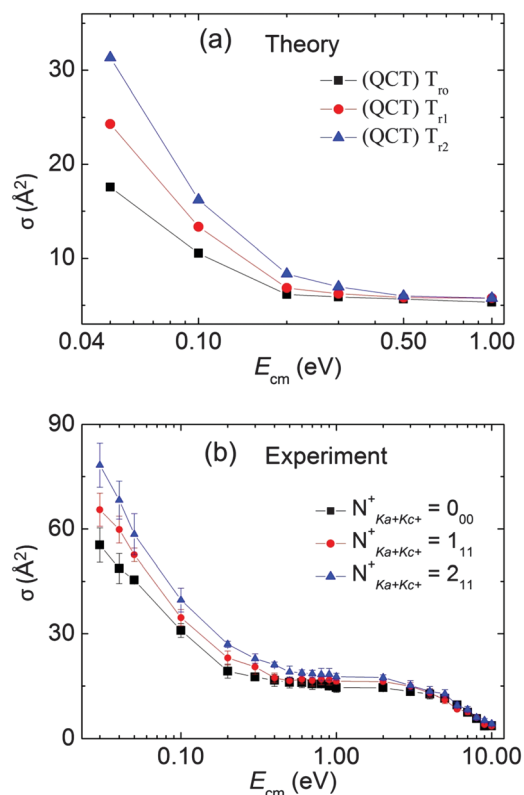 (a) Theory
(QCT) Tro
(QCT) Tr1
(QCT) Tr2
σ (Å²)
30
20
10
0.04 0.10 0.40 1.00
Ecm (eV)
(b) Experiment
N⁺Ka+Kc+ = 0₀₀
N⁺Ka+Kc+ = 1₁₁
N⁺Ka+Kc+ = 2₁₁
σ (Å²)
90
60
30
0
0.10 1.00 10.00
Ecm (eV)